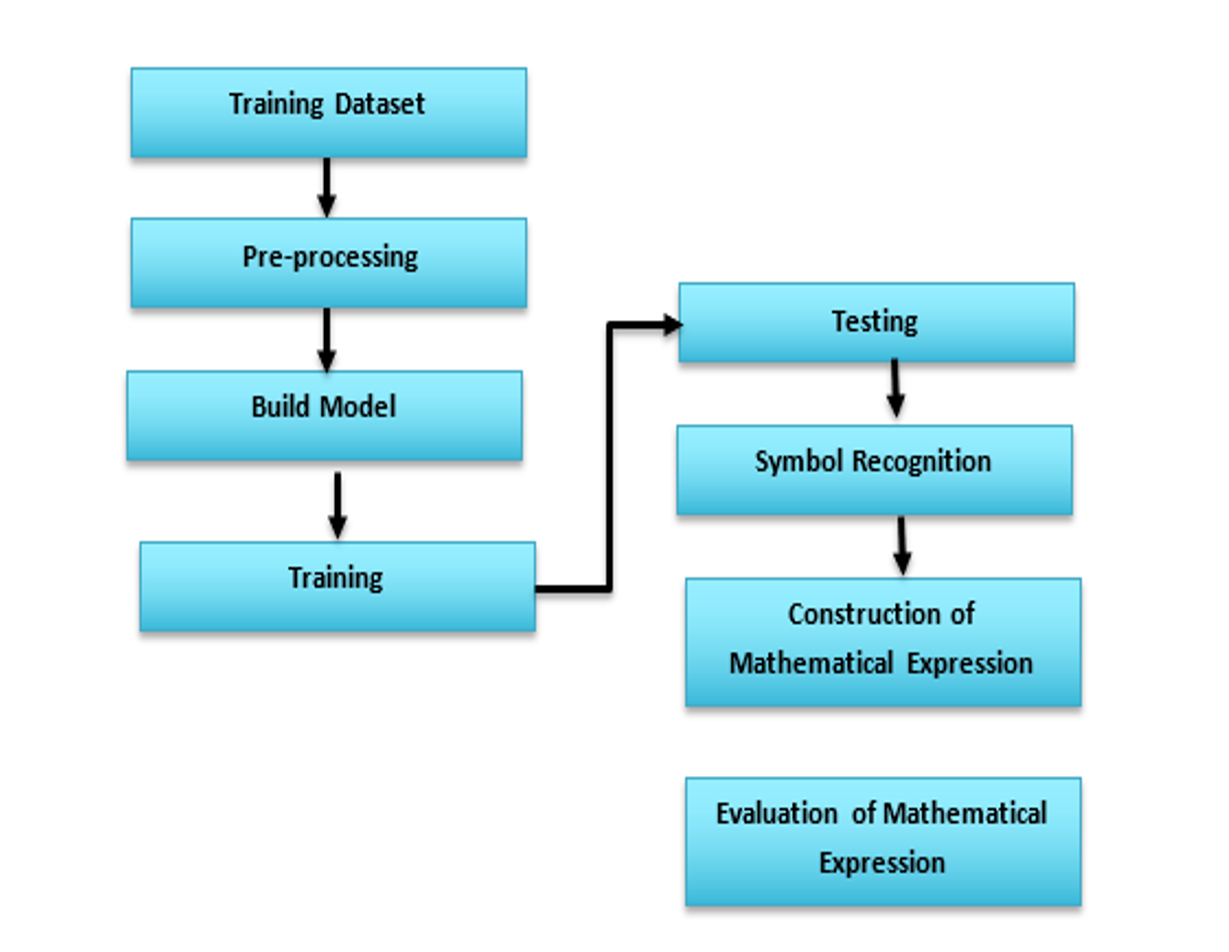 Training Dataset
Pre-processing
Build Model
Training
Testing
Symbol Recognition
Construction of
Mathematical Expression
Evaluation of Mathematical
Expression